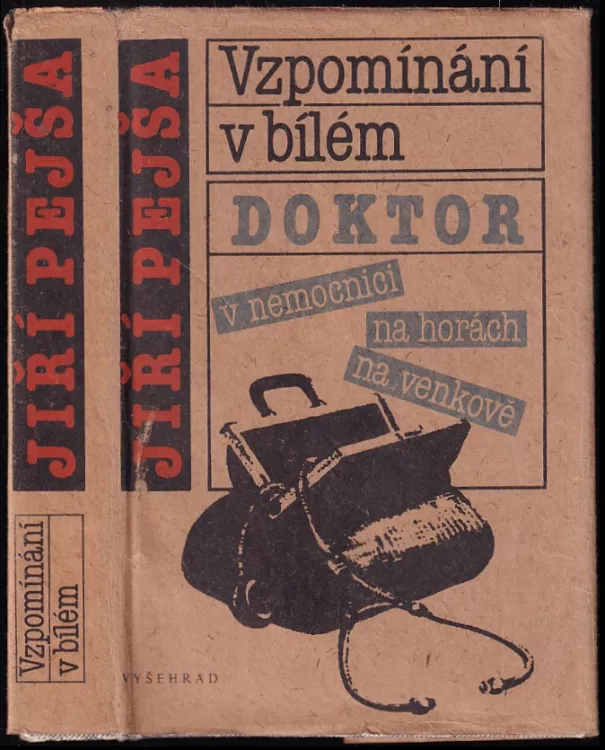 JIŘÍ PEJŠA
Vzpomínání
v bílém
JIŘÍ PEJŠA
Vzpomínání
v bílém
DOKTOR
v nemocnici
na horách
na venkově
VYŠEHRAD